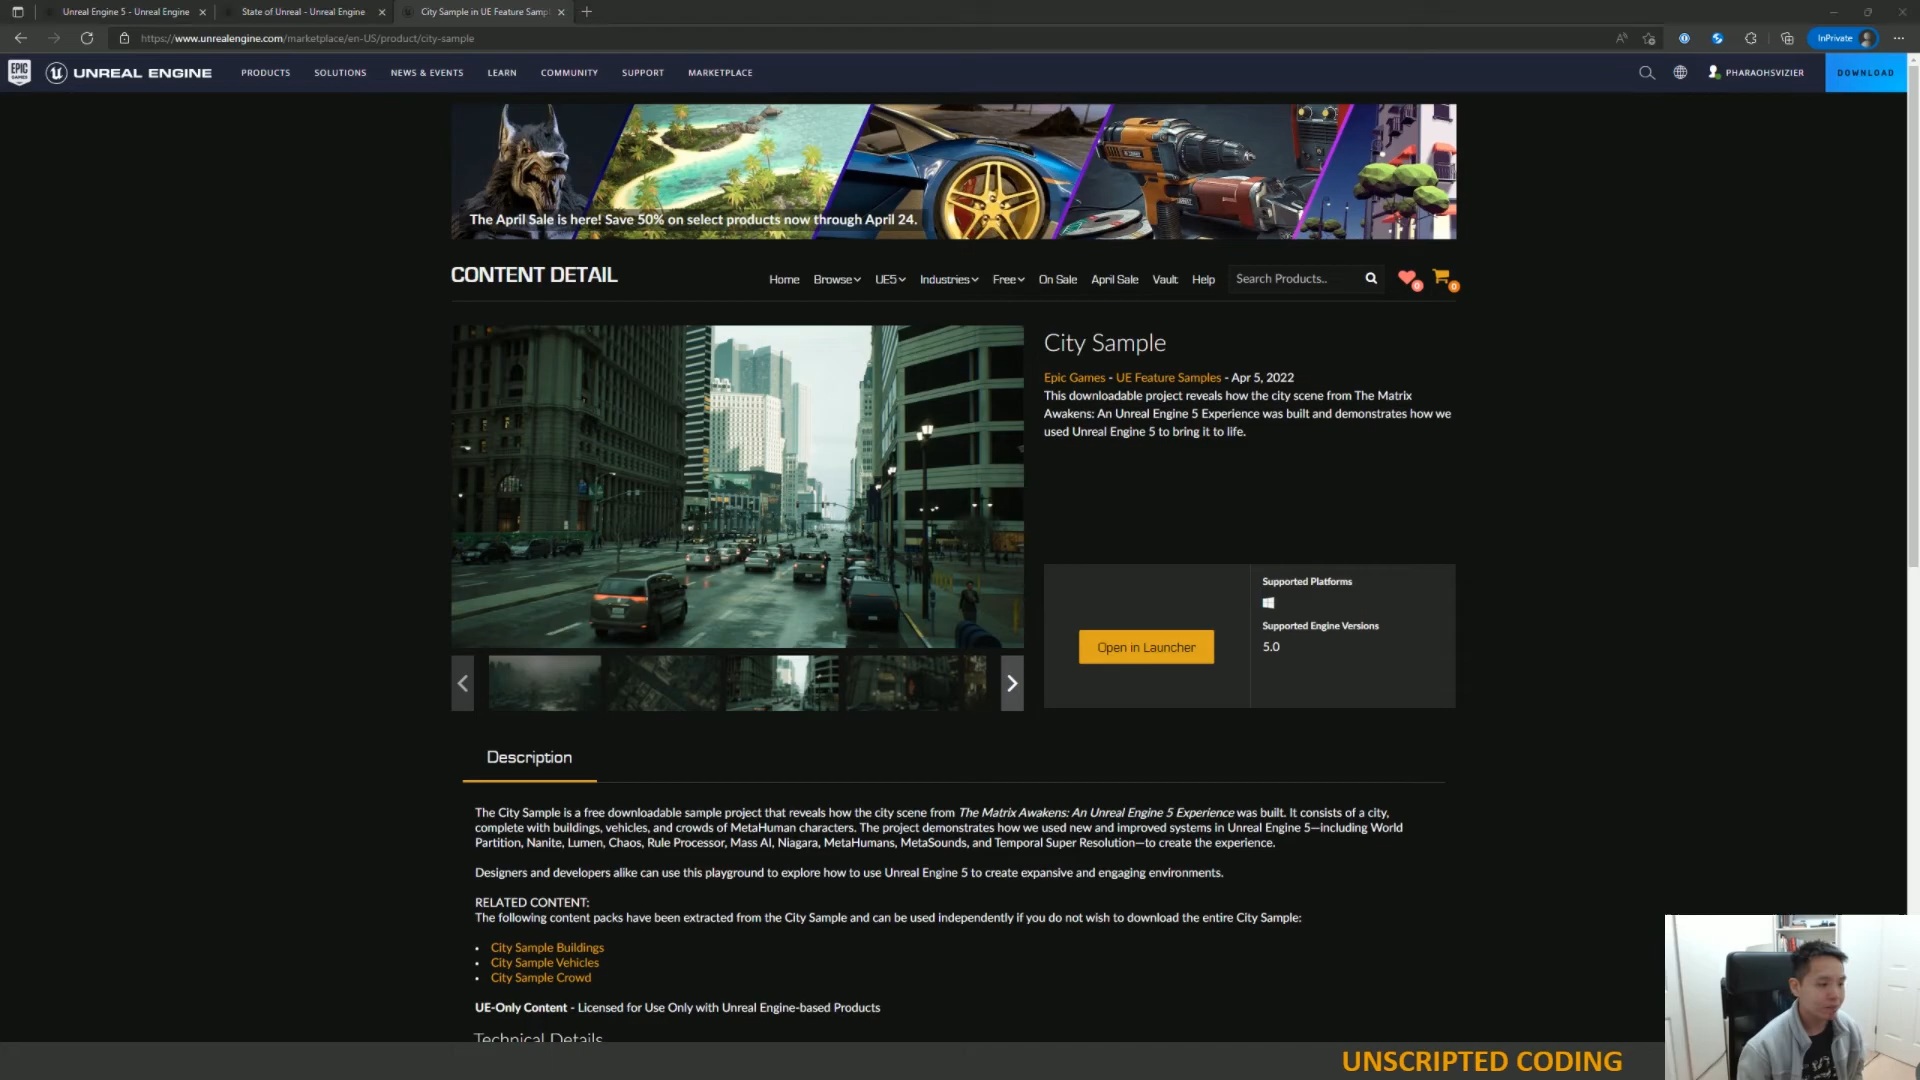 Unreal Engine 5 - Unreal Engine
State of Unreal - Unreal Engine
City Sample in UE Feature Samp
https://www.unrealengine.com/marketplace/en-US/product/city-sample
InPrivate
EPIC GAMES
UNREAL ENGINE
PRODUCTS
SOLUTIONS
NEWS & EVENTS
LEARN
COMMUNITY
SUPPORT
MARKETPLACE
PHARAOHSVIZIER
DOWNLOAD
The April Sale is here! Save 50% on select products now through April 24.
CONTENT DETAIL
Home
Browse
UE5
Industries
Free
On Sale
April Sale
Vault
Help
Search Products..
0
0
City Sample
Epic Games - UE Feature Samples - Apr 5, 2022
This downloadable project reveals how the city scene from The Matrix
Awakens: An Unreal Engine 5 Experience was built and demonstrates how we
used Unreal Engine 5 to bring it to life.
Open in Launcher
Supported Platforms
Supported Engine Versions
5.0
Description
The City Sample is a free downloadable sample project that reveals how the city scene from The Matrix Awakens: An Unreal Engine 5 Experience was built. It consists of a city,
complete with buildings, vehicles, and crowds of MetaHuman characters. The project demonstrates how we used new and improved systems in Unreal Engine 5—including World
Partition, Nanite, Lumen, Chaos, Rule Processor, Mass AI, Niagara, MetaHumans, MetaSounds, and Temporal Super Resolution—to create the experience.
Designers and developers alike can use this playground to explore how to use Unreal Engine 5 to create expansive and engaging environments.
RELATED CONTENT:
The following content packs have been extracted from the City Sample and can be used independently if you do not wish to download the entire City Sample:
• City Sample Buildings
• City Sample Vehicles
• City Sample Crowd
UE-Only Content - Licensed for Use Only with Unreal Engine-based Products
Technical Details
UNSCRIPTED CODING